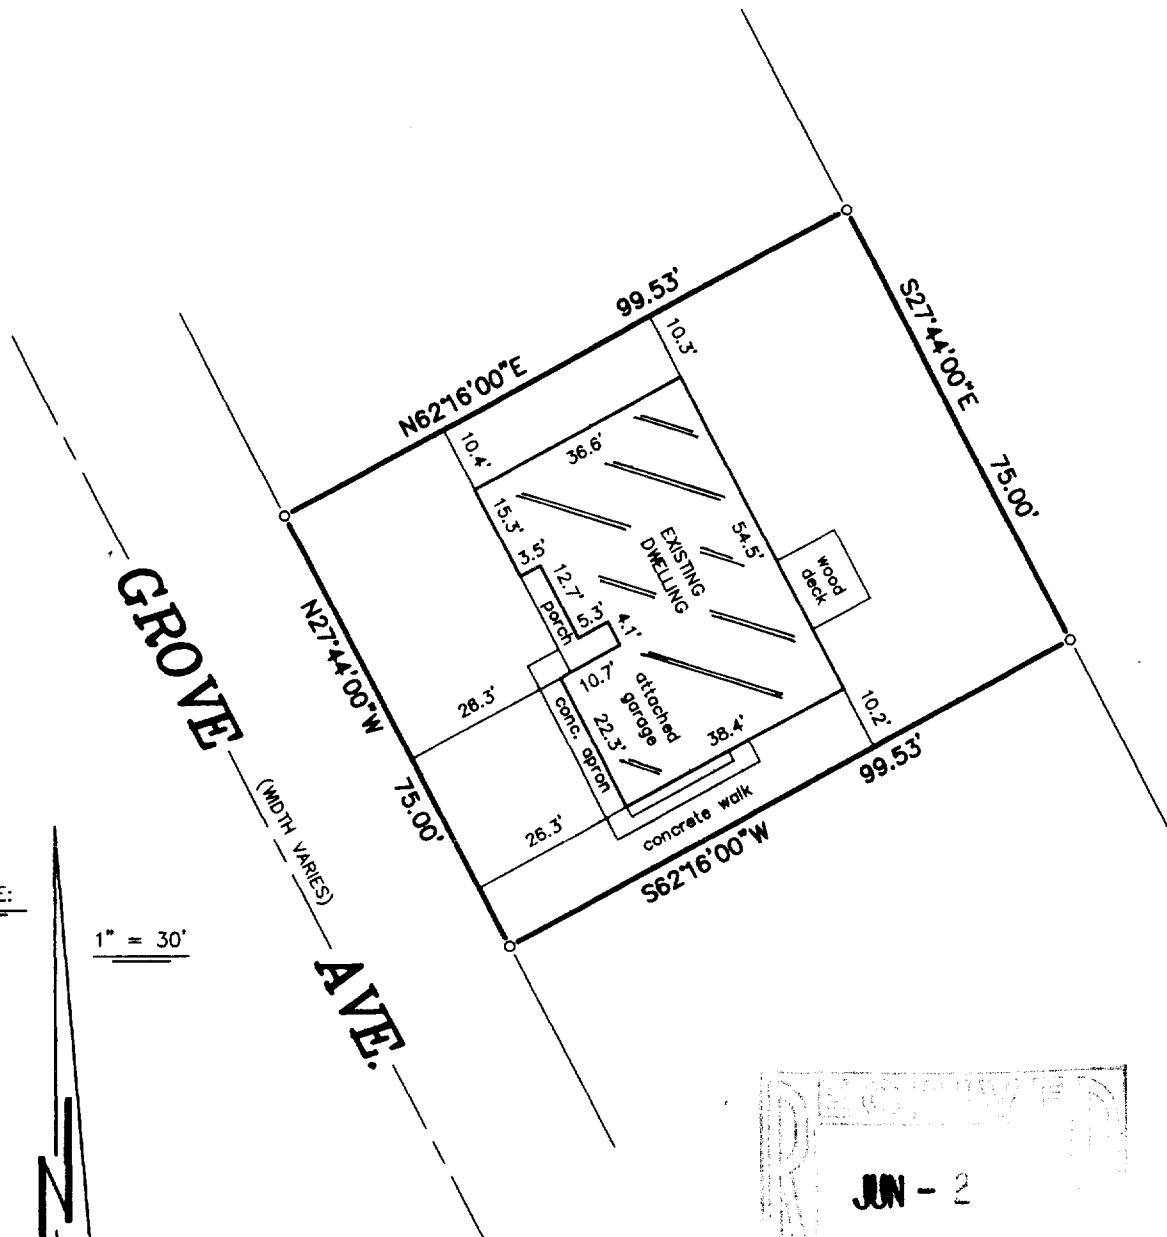 99.53'
N62°16'00"E
S27°44'00"E
75.00'
10.3'
10.4'
36.6'
15.3'
3.5'
12.7'
5.3'
4.1'
54.5'
EXISTING
DWELLING
wood
deck
porch
10.7'
attached
garage
22.3'
38.4'
conc. apron
concrete walk
10.2'
26.3'
26.3'
N27°44'00"W
75.00'
99.53'
S62°16'00"W
GROVE AVE.
(WIDTH VARIES)
1" = 30'
N
JUN - 2